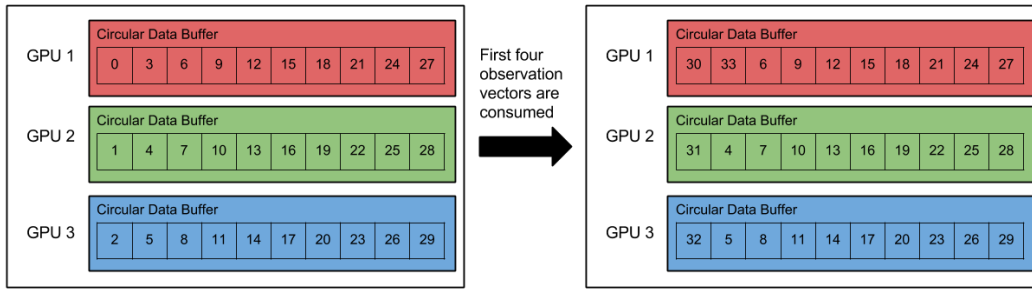 Circular Data Buffer
GPU 1
0 3 6 9 12 15 18 21 24 27
Circular Data Buffer
GPU 2
1 4 7 10 13 16 19 22 25 28
Circular Data Buffer
GPU 3
2 5 8 11 14 17 20 23 26 29
First four
observation
vectors are
consumed
Circular Data Buffer
GPU 1
30 33 6 9 12 15 18 21 24 27
Circular Data Buffer
GPU 2
31 4 7 10 13 16 19 22 25 28
Circular Data Buffer
GPU 3
32 5 8 11 14 17 20 23 26 29